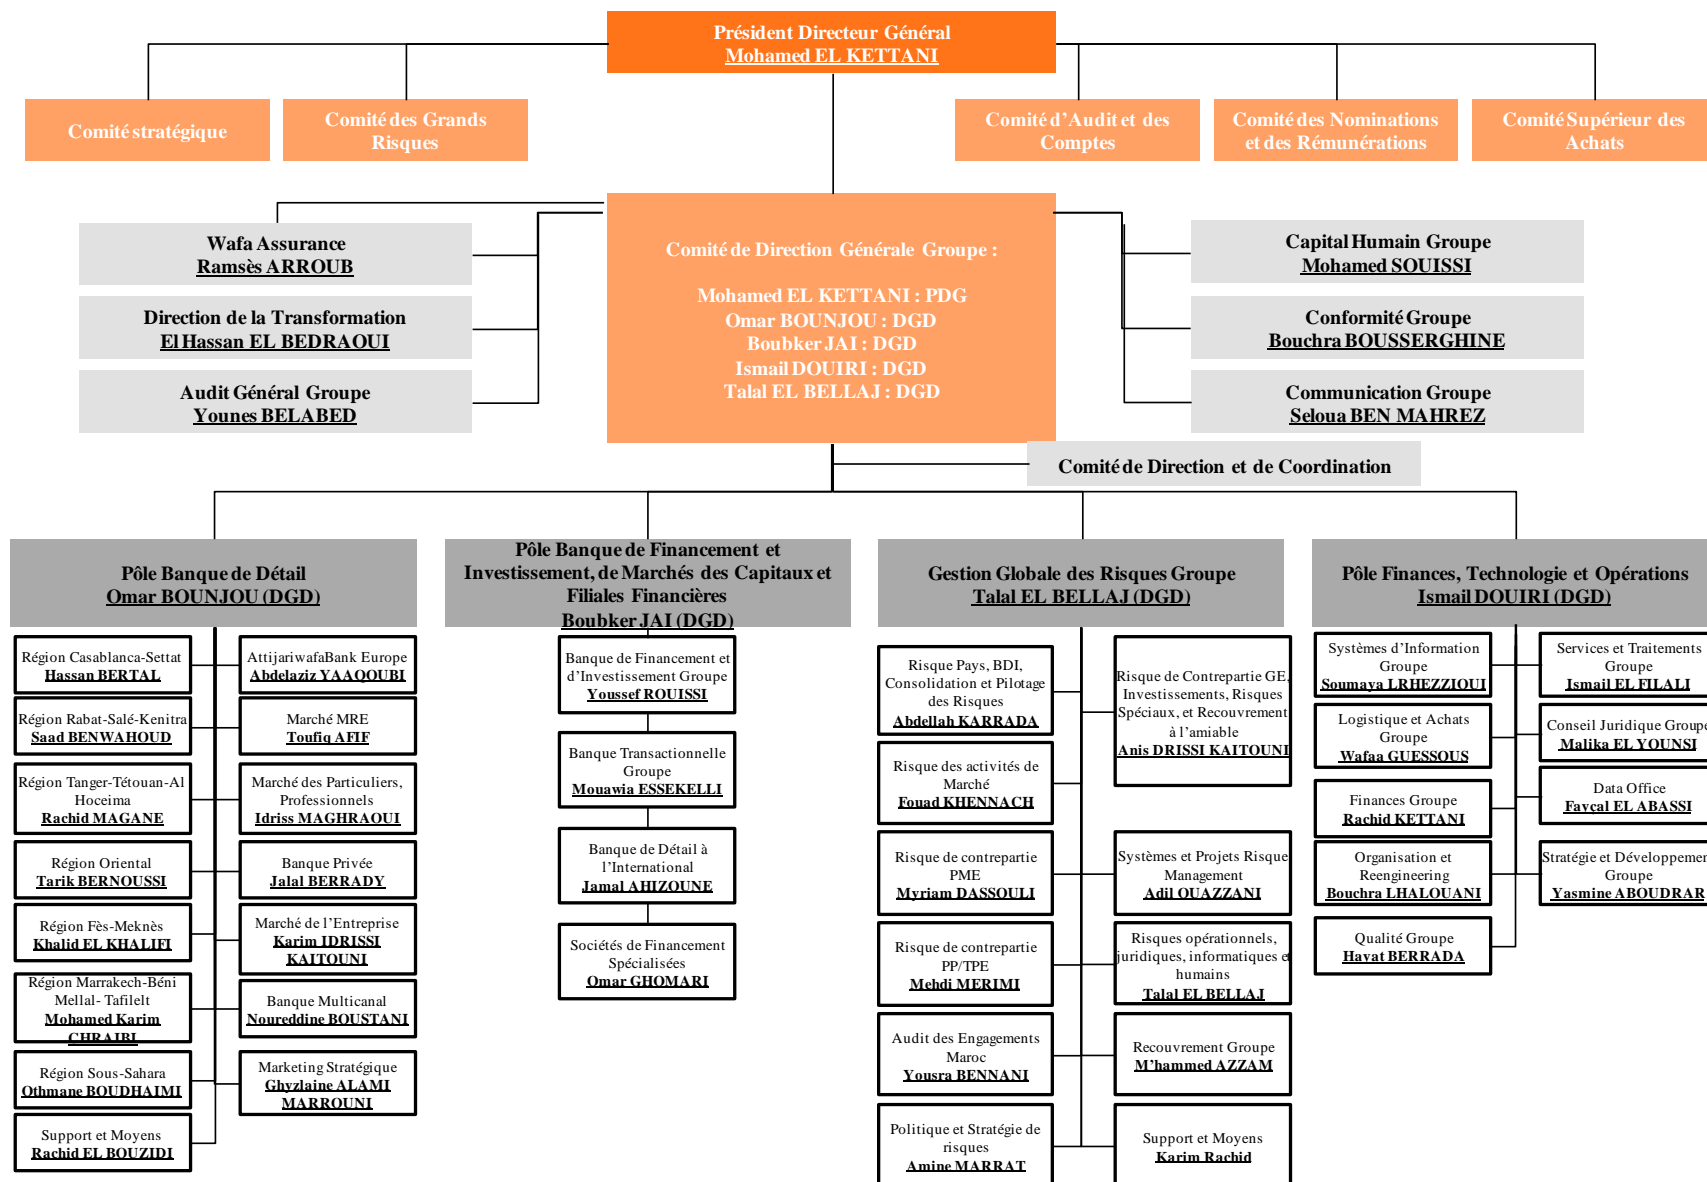 Président Directeur Général
Mohamed EL KETTANI
Comité stratégique
Comité des Grands
Risques
Comité d’Audit et des
Comptes
Comité des Nominations
et des Rémunérations
Comité Supérieur des
Achats
Wafa Assurance
Ramsès ARROUB
Direction de la Transformation
El Hassan EL BEDRAOUI
Audit Général Groupe
Younes BELABED
Comité de Direction Générale Groupe :
Mohamed EL KETTANI : PDG
Omar BOUNJOU : DGD
Boubker JAI : DGD
Ismail DOUIRI : DGD
Talal EL BELLAJ : DGD
Capital Humain Groupe
Mohamed SOUISSI
Conformité Groupe
Bouchra BOUSSERGHINE
Communication Groupe
Seloua BEN MAHREZ
Comité de Direction et de Coordination
Pôle Banque de Détail
Omar BOUNJOU (DGD)
Région Casablanca-Settat
Hassan BERTAL
AttijariwafaBank Europe
Abdelaziz YAAQOUBI
Région Rabat-Salé-Kenitra
Saad BENWAHOUD
Marché MRE
Toufiq AFIF
Région Tanger-Tétouan-Al
Hoceima
Rachid MAGANE
Marché des Particuliers,
Professionnels
Idriss MAGHRAOUI
Région Oriental
Tarik BERNOUSSI
Banque Privée
Jalal BERRADY
Région Fès-Meknès
Khalid EL KHALIFI
Marché de l’Entreprise
Karim IDRISSI
KAITOUNI
Région Marrakech-Béni
Mellal- Tafilelt
Mohamed Karim
CHRAIBI
Banque Multicanal
Noureddine BOUSTANI
Région Sous-Sahara
Othmane BOUDHAIMI
Marketing Stratégique
Ghyzlaine ALAMI
MARROUNI
Support et Moyens
Rachid EL BOUZIDI
Pôle Banque de Financement et
Investissement, de Marchés des Capitaux et
Filiales Financières
Boubker JAI (DGD)
Banque de Financement et
d’Investissement Groupe
Youssef ROUISSI
Banque Transactionnelle
Groupe
Mouawia ESSEKELLI
Banque de Détail à
l’International
Jamal AHIZOUNE
Sociétés de Financement
Spécialisées
Omar GHOMARI
Gestion Globale des Risques Groupe
Talal EL BELLAJ (DGD)
Risque Pays, BDI,
Consolidation et Pilotage
des Risques
Abdellah KARRADA
Risque de Contrepartie GE,
Investissements, Risques
Spéciaux, et Recouvrement
à l’amiable
Anis DRISSI KAITOUNI
Risque des activités de
Marché
Fouad KHENNACH
Risque de contrepartie
PME
Myriam DASSOULI
Systèmes et Projets Risque
Management
Adil OUAZZANI
Risque de contrepartie
PP/TPE
Mehdi MERIMI
Risques opérationnels,
juridiques, informatiques et
humains
Talal EL BELLAJ
Audit des Engagements
Maroc
Yousra BENNANI
Recouvrement Groupe
M’hammed AZZAM
Politique et Stratégie de
risques
Amine MARRAT
Support et Moyens
Karim Rachid
Pôle Finances, Technologie et Opérations
Ismail DOUIRI (DGD)
Systèmes d’Information
Groupe
Soumaya LRHEZZIOUI
Services et Traitements
Groupe
Ismail EL FILALI
Logistique et Achats
Groupe
Wafaa GUESSOUS
Conseil Juridique Groupe
Malika EL YOUNSI
Finances Groupe
Rachid KETTANI
Data Office
Fayçal EL ABASSI
Organisation et
Reengineering
Bouchra LHALOUANI
Stratégie et Développement
Groupe
Yasmine ABOUDRAR
Qualité Groupe
Hayat BERRADA